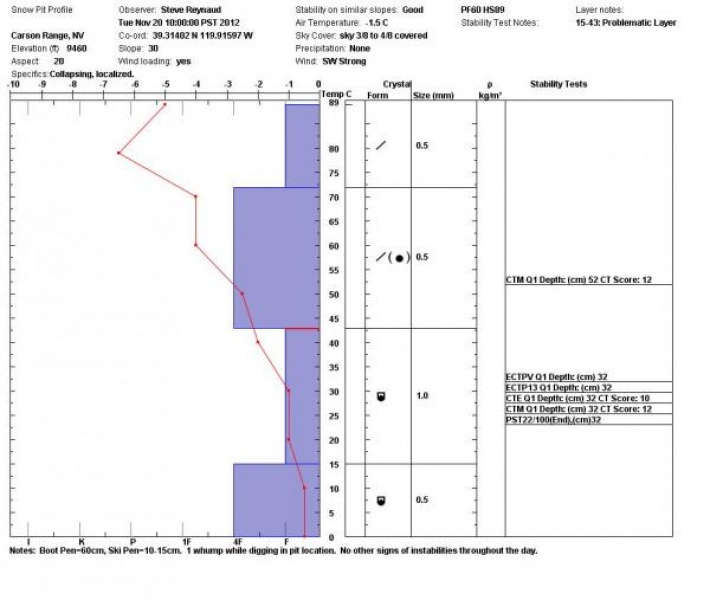 Snow Pit Profile Observer: Steve Reynaud Stability on similar slopes: Good PF60 HS89 Layer notes:
Tue Nov 20 10:00:00 PST 2012 Air Temperature: -1.5 C Stability Test Notes: 15-43: Problematic Layer
Carson Range, NV Co-ord: 39.31482 N 119.91597 W Sky Cover: sky 3/8 to 4/8 covered
Elevation (ft) 9460 Slope: 30 Precipitation: None
Aspect 20 Wind loading: yes Wind: SW Strong
Specifics: Collapsing, localized.
-10 -9 -8 -7 -6 -5 -4 -3 -2 -1 0 Temp C Crystal ρ Stability Tests
Form Size (mm) kg/m³
89
80 0.5
75
70
65
60 ( ) 0.5
55
50 CTM Q1 Depth: (cm) 52 CT Score: 12
45
40
35 ECTPV Q1 Depth: (cm) 32
ECTP13 Q1 Depth: (cm) 32
30 1.0 CTE Q1 Depth: (cm) 32 CT Score: 10
CTM Q1 Depth: (cm) 32 CT Score: 12
25 PST22/100(End),(cm)32
20
15
10 0.5
5
I K P 1F 4F F 0
Notes: Boot Pen=60cm, Ski Pen=10-15cm. 1 whump while digging in pit location. No other signs of instabilities throughout the day.